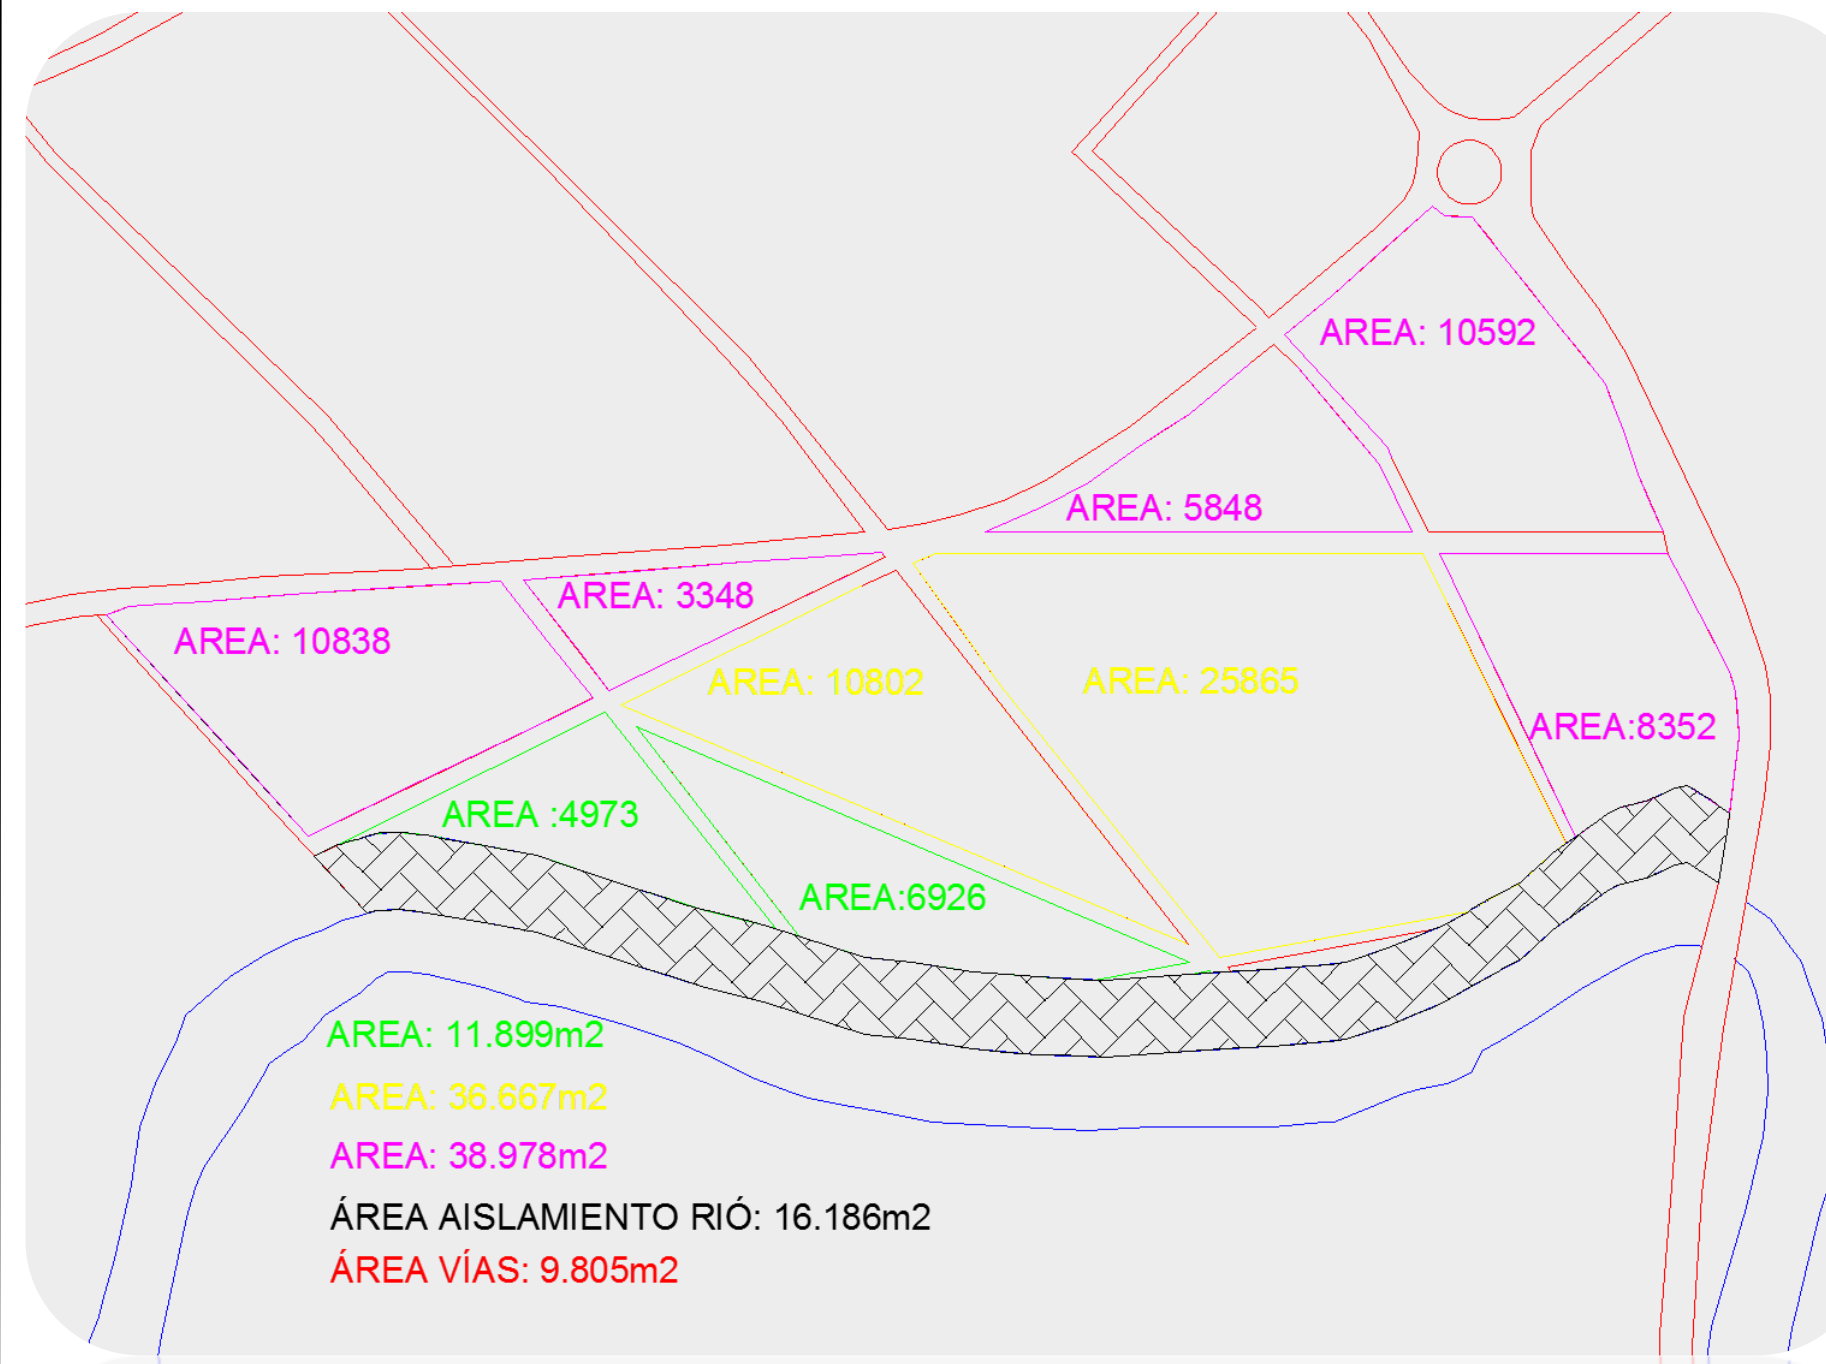 AREA: 10592
AREA: 5848
AREA: 3348
AREA: 10838
AREA: 10802
AREA: 25865
AREA:8352
AREA :4973
AREA:6926
AREA: 11.899m2
AREA: 36.667m2
AREA: 38.978m2
ÁREA AISLAMIENTO RIÓ: 16.186m2
ÁREA VÍAS: 9.805m2